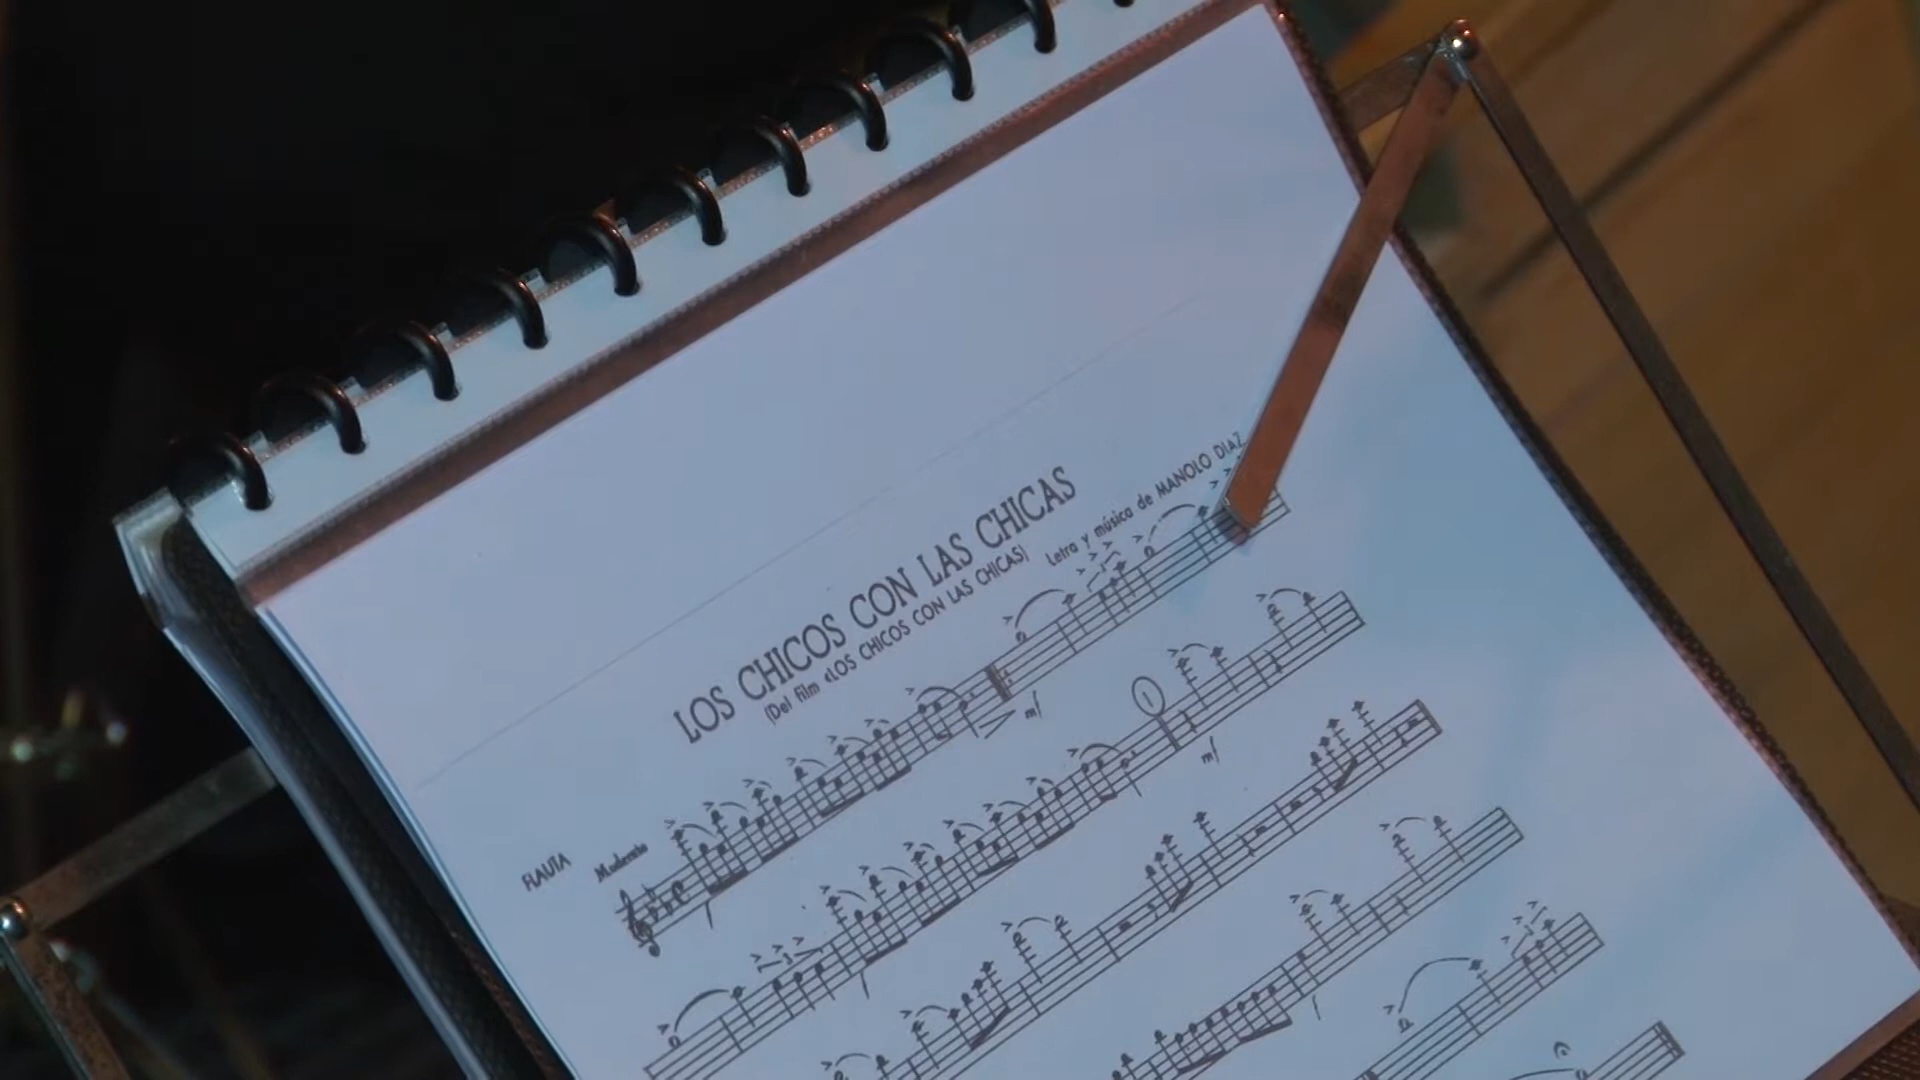 LOS CHICOS CON LAS CHICAS
(Del film «LOS CHICOS CON LAS CHICAS)
Letra y música de MANOLO DIAZ
FLAUTA
Moderato
mf
1
mf